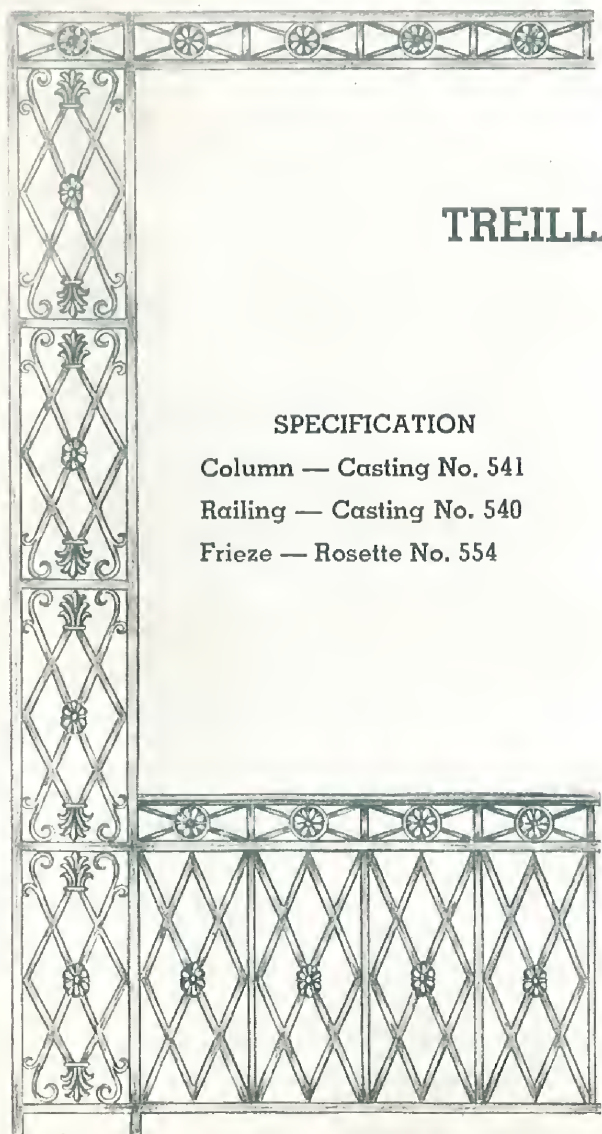 TREILL
SPECIFICATION
Column — Casting No. 541
Railing — Casting No. 540
Frieze — Rosette No. 554